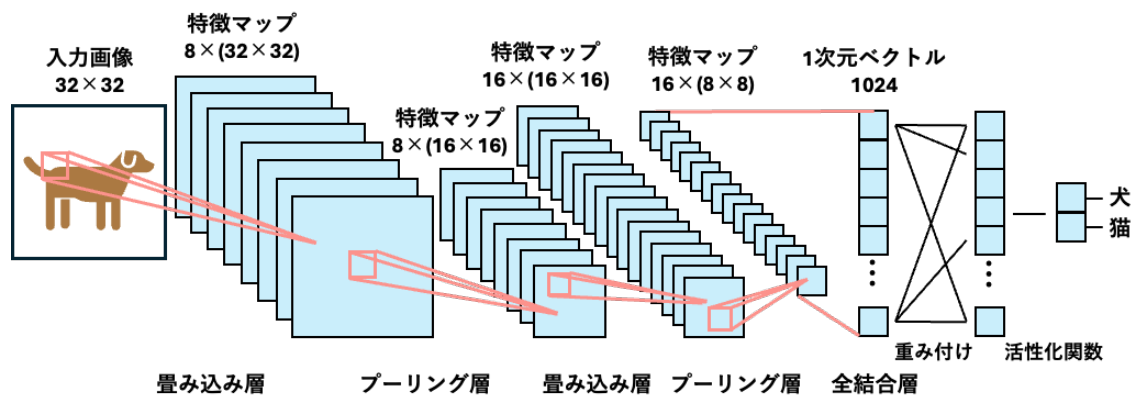 入力画像
32×32
特徴マップ
8×(32×32)
特徴マップ
8×(16×16)
特徴マップ
16×(16×16)
特徴マップ
16×(8×8)
1次元ベクトル
1024
犬
猫
重み付け
活性化関数
畳み込み層
プーリング層
畳み込み層
プーリング層
全結合層